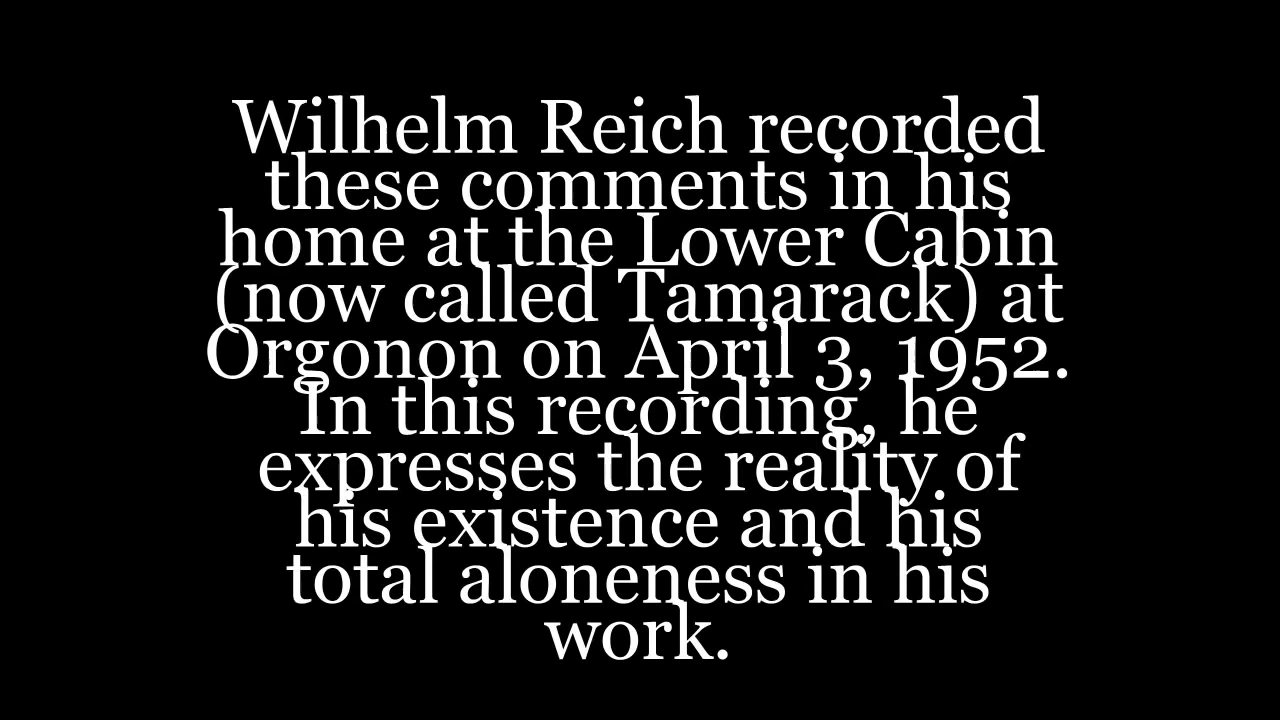 Wilhelm Reich recorded
these comments in his
home at the Lower Cabin
(now called Tamarack) at
Orgonon on April 3, 1952.
In this recording, he
expresses the reality of
his existence and his
total aloneness in his
work.